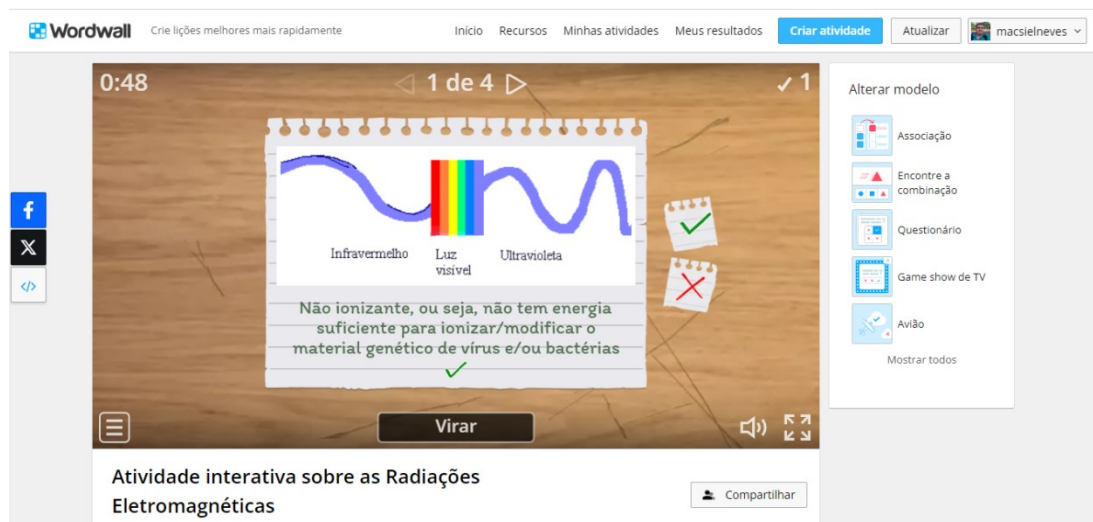 Wordwall Crie lições melhores mais rapidamente Início Recursos Minhas atividades Meus resultados Criar atividade Atualizar macsielneves
0:48 1 de 4 1
Infravermelho Luz visível Ultravioleta
Não ionizante, ou seja, não tem energia
suficiente para ionizar/modificar o
material genético de vírus e/ou bactérias
Virar
Alterar modelo
Associação
Encontre a
combinação
Questionário
Game show de TV
Avião
Mostrar todos
Atividade interativa sobre as Radiações
Eletromagnéticas
Compartilhar